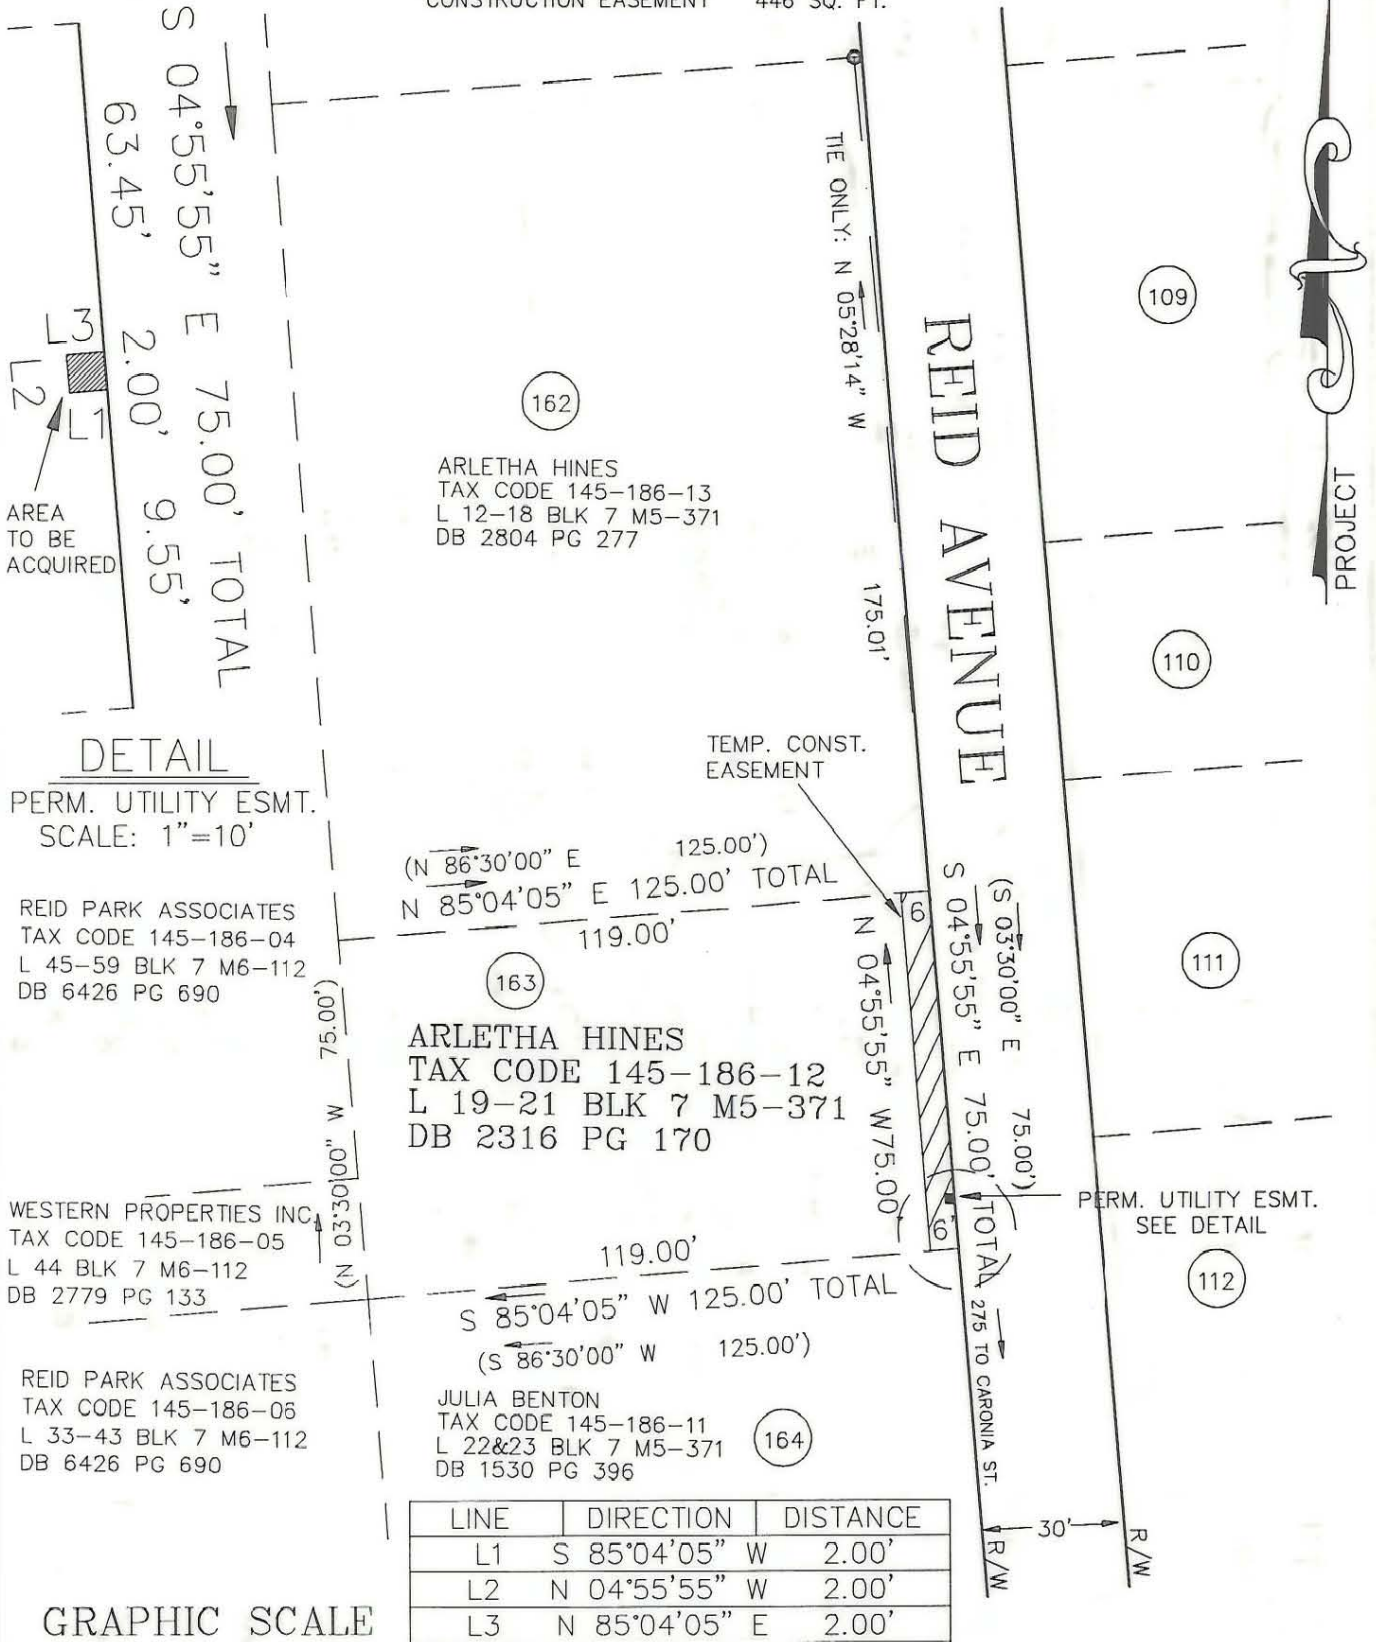 CONSTRUCTION EASEMENT 446 SQ. FT.
S 04°55'55" E 75.00' TOTAL
63.45' 2.00' 9.55'
L3
L2
L1
AREA
TO BE
ACQUIRED
DETAIL
PERM. UTILITY ESMT.
SCALE: 1"=10'
TIE ONLY: N 05°28'14" W
175.01'
REID AVENUE
109
PROJECT
162
ARLETHA HINES
TAX CODE 145-186-13
L 12-18 BLK 7 M5-371
DB 2804 PG 277
110
TEMP. CONST.
EASEMENT
(N 86°30'00" E 125.00')
N 85°04'05" E 125.00' TOTAL
119.00'
REID PARK ASSOCIATES
TAX CODE 145-186-04
L 45-59 BLK 7 M6-112
DB 6426 PG 690
(N 03°30'00" W 75.00')
163
ARLETHA HINES
TAX CODE 145-186-12
L 19-21 BLK 7 M5-371
DB 2316 PG 170
N 04°55'55" W75.00'
6'
6'
S 04°55'55" E 75.00' TOTAL
(S 03°30'00" E 75.00')
111
PERM. UTILITY ESMT.
SEE DETAIL
112
275 TO CARONIA ST.
WESTERN PROPERTIES INC.
TAX CODE 145-186-05
L 44 BLK 7 M6-112
DB 2779 PG 133
119.00'
S 85°04'05" W 125.00' TOTAL
(S 86°30'00" W 125.00')
REID PARK ASSOCIATES
TAX CODE 145-186-06
L 33-43 BLK 7 M6-112
DB 6426 PG 690
JULIA BENTON
TAX CODE 145-186-11
L 22&23 BLK 7 M5-371
DB 1530 PG 396
164
R/W
30'
R/W
LINE DIRECTION DISTANCE
L1 S 85°04'05" W 2.00'
L2 N 04°55'55" W 2.00'
L3 N 85°04'05" E 2.00'
GRAPHIC SCALE